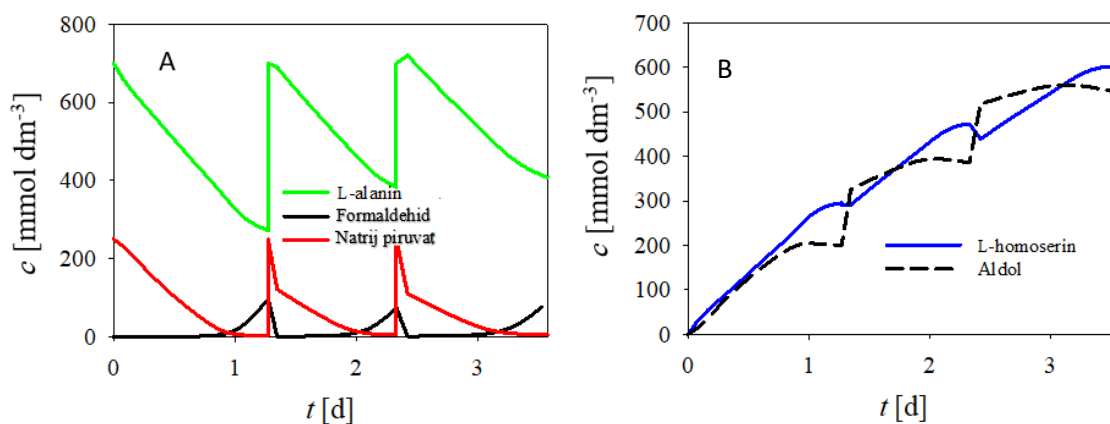 800
600
400
200
0
c [mmol dm-3]
A
L-alanin
Formaldehid
Natrij piruvat
0 1 2 3
t [d]
700
600
500
400
300
200
100
0
c [mmol dm-3]
B
L-homoserin
Aldol
0 1 2 3
t [d]